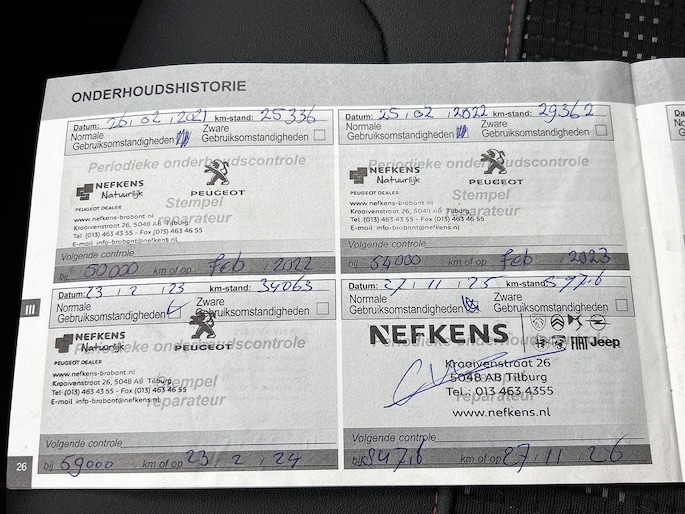 ONDERHOUDSHISTORIE
Datum: 26,02,2021 km-stand: 25336
Normale Gebruiksomstandigheden Zware Gebruiksomstandigheden
Periodieke onderhoudscontrole
NEFKENS
Natuurlijk
PEUGEOT
PEUGEOT DEALER
Stempel
reparateur
www.nefkens-brabant.nl
Kraaivenstraat 26, 5048 AB Tilburg
Tel (013) 463 43 55 - Fax (013) 463 46 55
E-mail info-brabant@nefkens.nl
Volgende controle
bij 50.000 km of op feb , 2022
Datum: 25,02,2022 km-stand: 29362
Normale Gebruiksomstandigheden Zware Gebruiksomstandigheden
Periodieke onderhoudscontrole
NEFKENS
Natuurlijk
PEUGEOT
PEUGEOT DEALER
Stempel
reparateur
www.nefkens-brabant.nl
Kraaivenstraat 26, 5048 AB Tilburg
Tel (013) 463 43 55 - Fax (013) 463 46 55
E-mail info-brabant@nefkens.nl
Volgende controle
bij 54000 km of op feb , 2023
Datum: 23,2,23 km-stand: 34063
Normale Gebruiksomstandigheden Zware Gebruiksomstandigheden
NEFKENS
Natuurlijk
PEUGEOT
PEUGEOT DEALER
Stempel
reparateur
www.nefkens-brabant.nl
Kraaivenstraat 26, 5048 AB Tilburg
Tel (013) 463 43 55 - Fax (013) 463 46 55
E-mail info-brabant@nefkens.nl
Volgende controle
bij 59000 km of op 23,2,24
Datum: 27,11,25 km-stand:
Normale Gebruiksomstandigheden Zware Gebruiksomstandigheden
Periodieke onderhoudscontrole
NEFKENS
FIAT Jeep
Kraaivenstraat 26
5048 AB Tilburg
Tel.: 013 463 4355
reparateur
www.nefkens.nl
Volgende controle
bij km of op 27,11,26
III
26